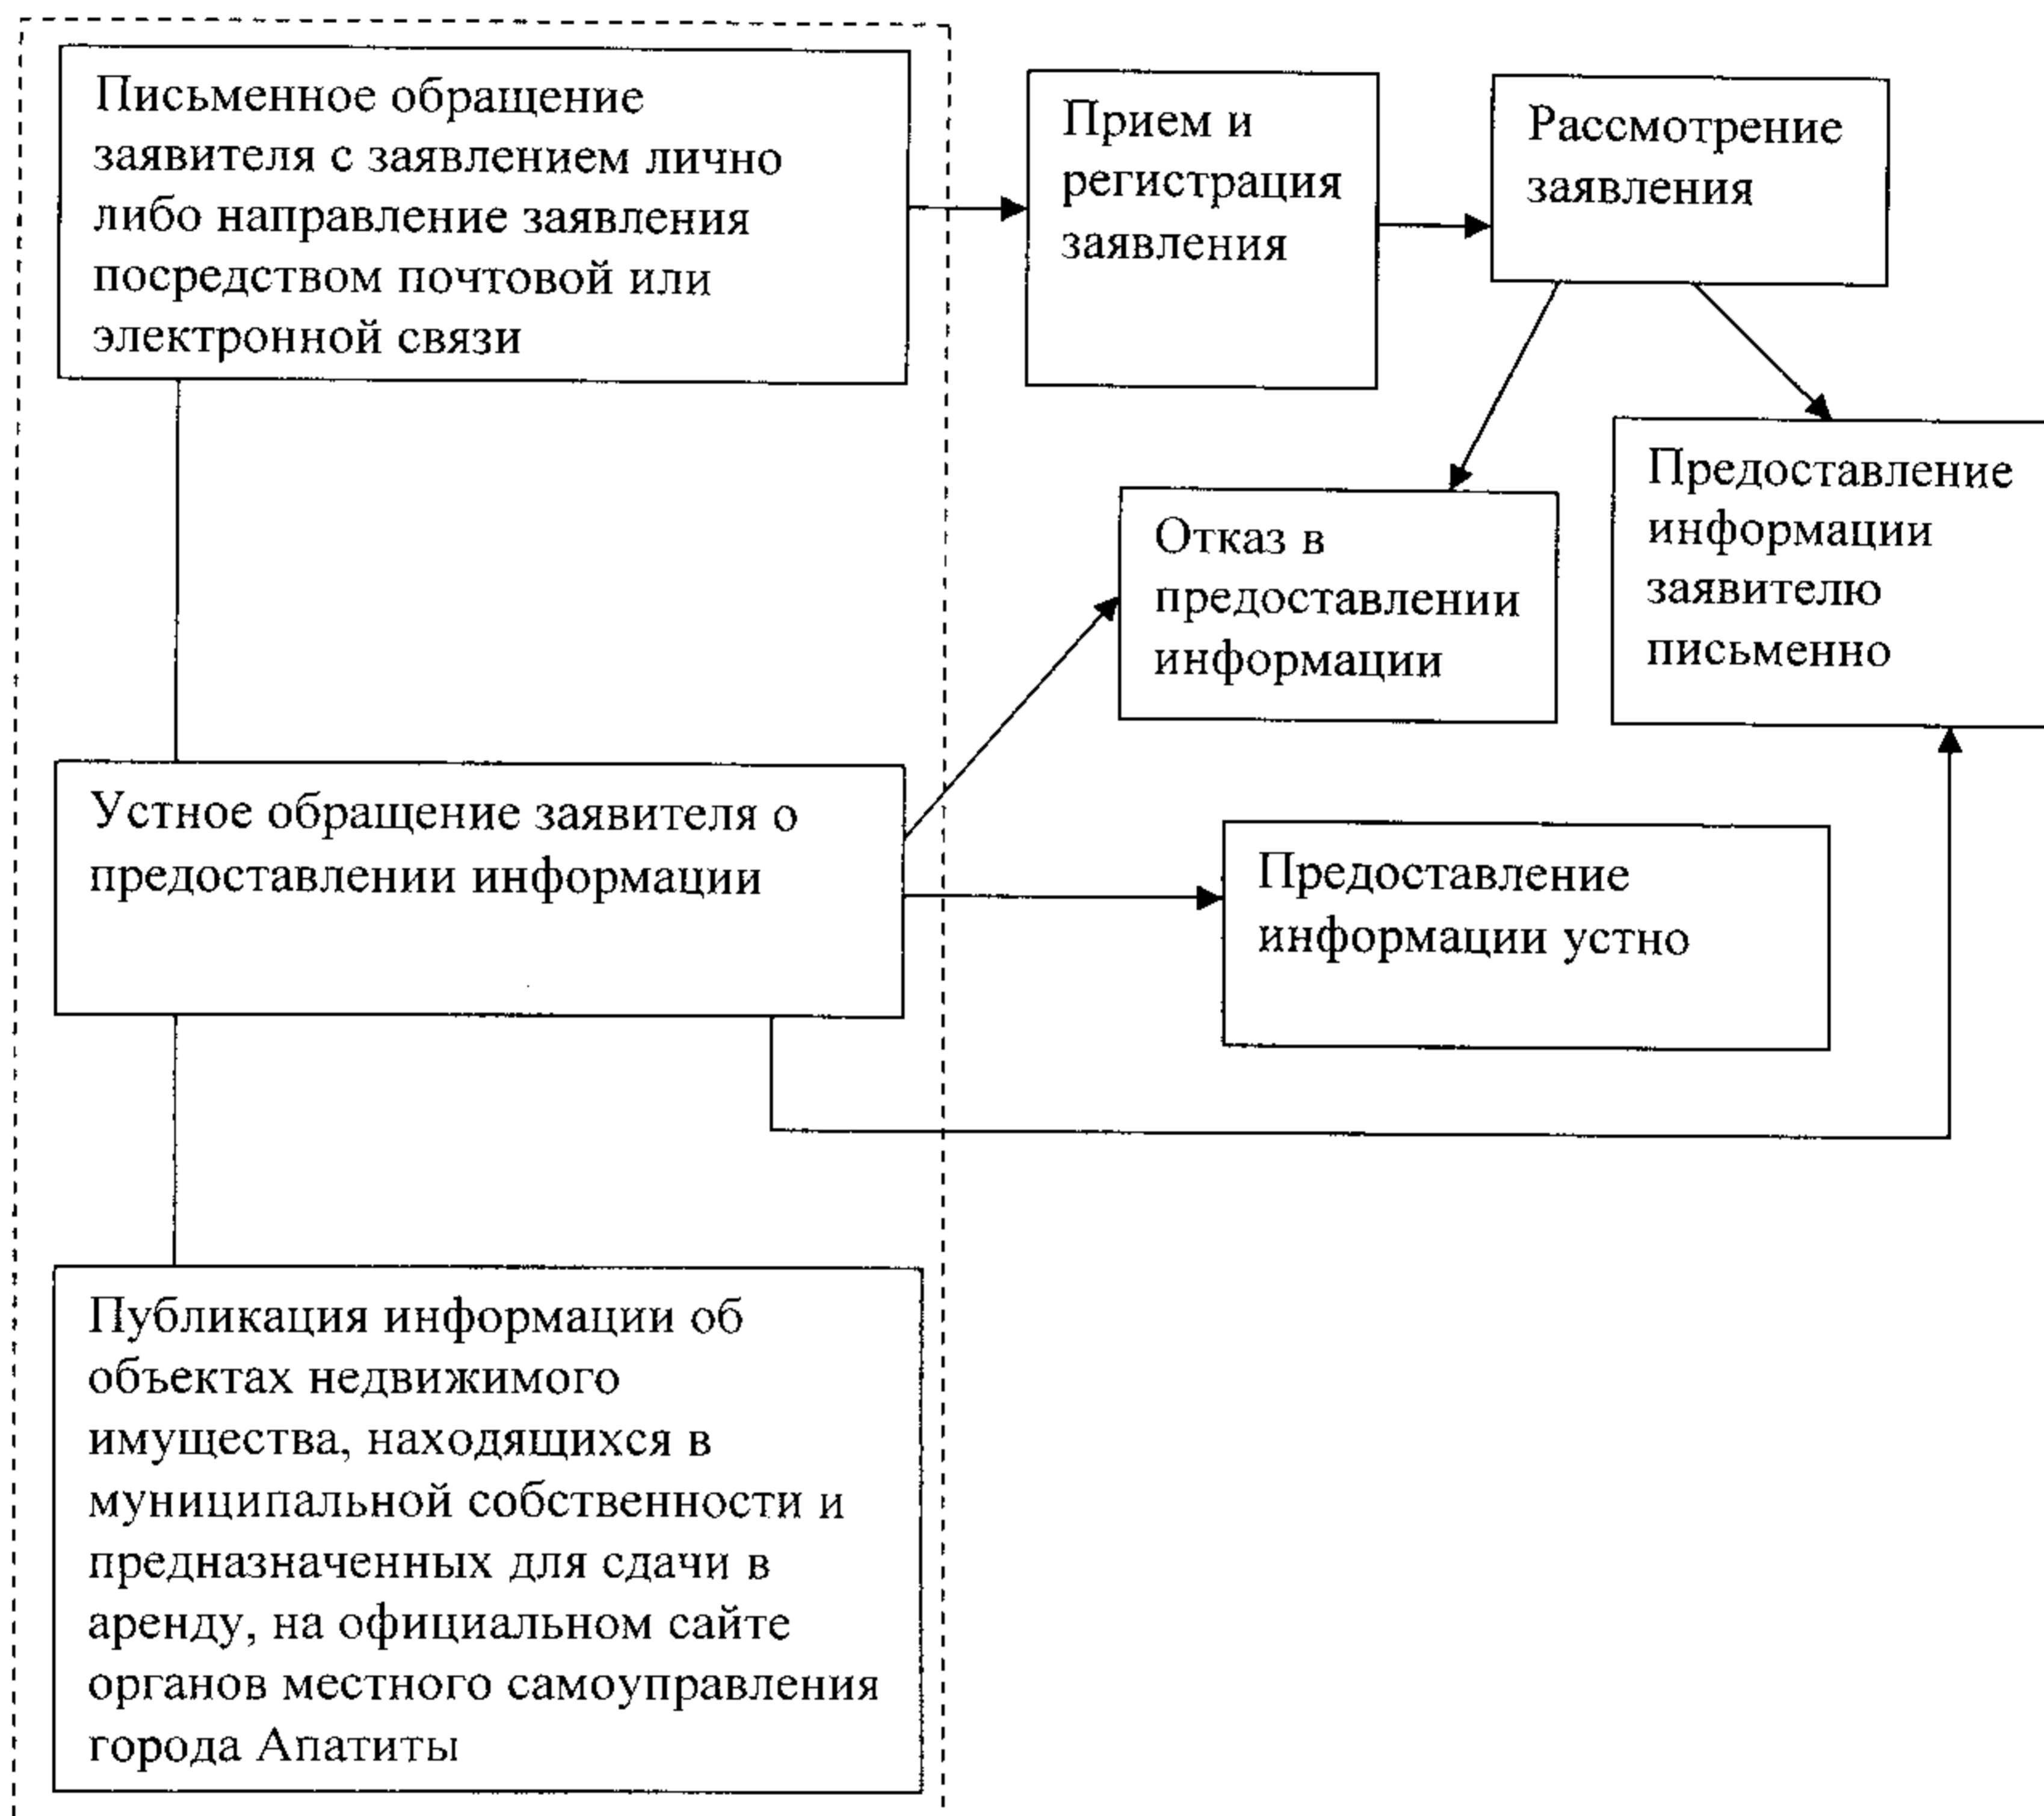 Письменное обращение
заявителя с заявлением лично
либо направление заявления
посредством почтовой или
электронной связи
Прием и
регистрация
заявления
Рассмотрение
заявления
Отказ в
предоставлении
информации
Предоставление
информации
заявителю
письменно
Устное обращение заявителя о
предоставлении информации
Предоставление
информации устно
Публикация информации об
объектах недвижимого
имущества, находящихся в
муниципальной собственности и
предназначенных для сдачи в
аренду, на официальном сайте
органов местного самоуправления
города Апатиты